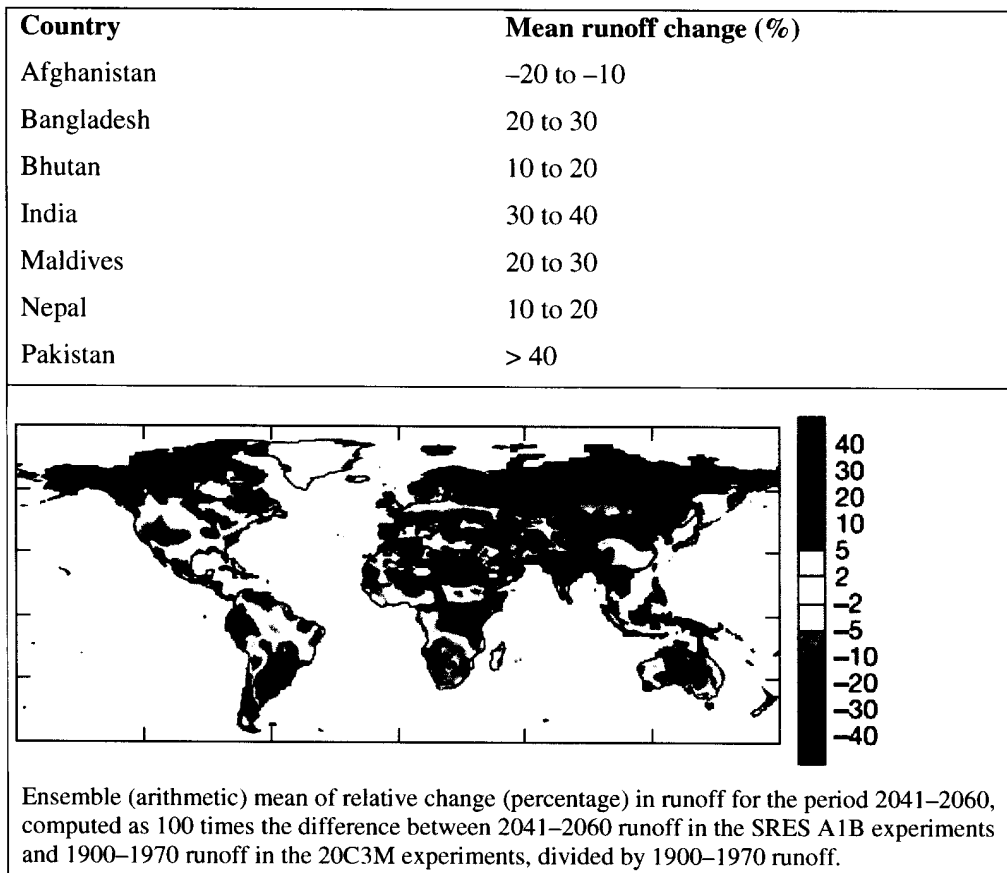 Country Mean runoff change (%)
Afghanistan –20 to –10
Bangladesh 20 to 30
Bhutan 10 to 20
India 30 to 40
Maldives 20 to 30
Nepal 10 to 20
Pakistan > 40
40
30
20
10
5
2
–2
–5
–10
–20
–30
–40
Ensemble (arithmetic) mean of relative change (percentage) in runoff for the period 2041–2060,
computed as 100 times the difference between 2041–2060 runoff in the SRES A1B experiments
and 1900–1970 runoff in the 20C3M experiments, divided by 1900–1970 runoff.